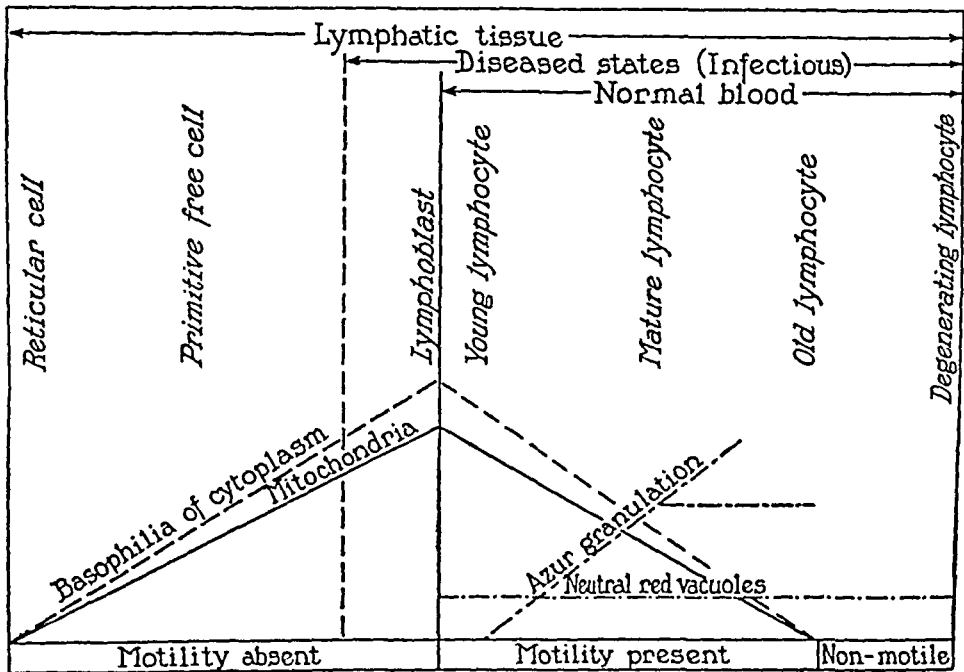 Lymphatic tissue
Diseased states (Infectious)
Normal blood
Reticular cell
Primitive free cell
Lymphoblast
Young lymphocyte
Mature lymphocyte
Old lymphocyte
Degenerating lymphocyte
Basophilia of cytoplasm
Mitochondria
Azur granulation
Neutral red vacuoles
Motility absent
Motility present
Non-motile